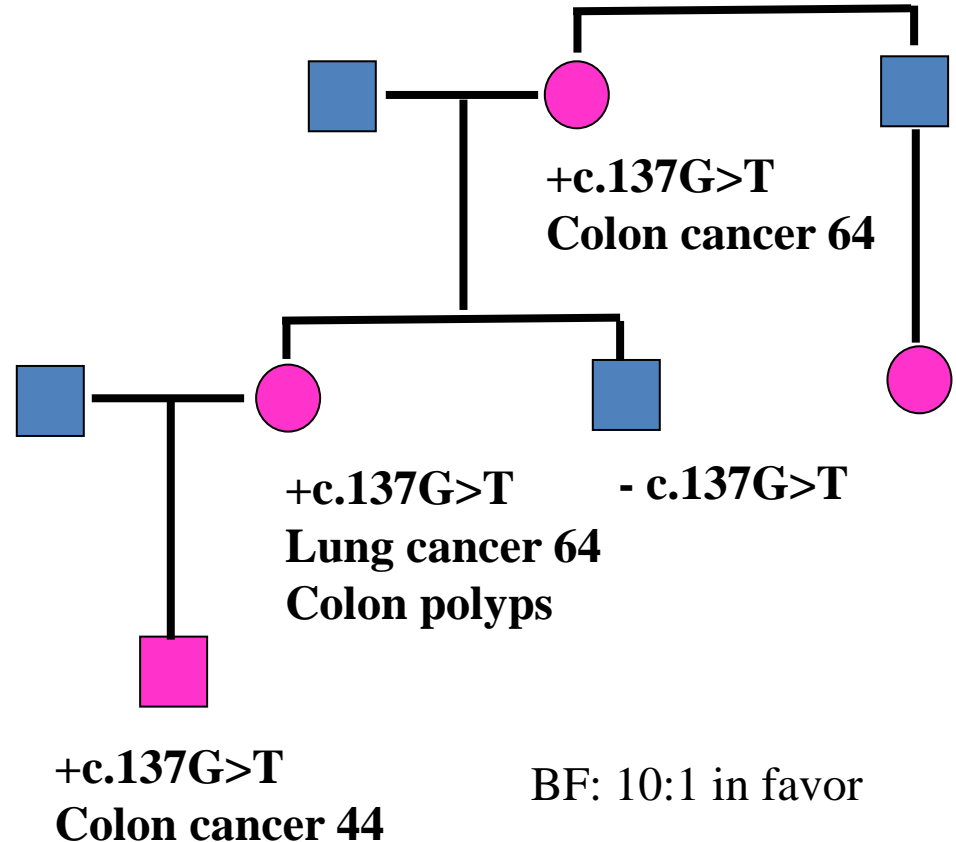 +c.137G>T
Colon cancer 64
+c.137G>T
Lung cancer 64
Colon polyps
- c.137G>T
+c.137G>T
Colon cancer 44
BF: 10:1 in favor